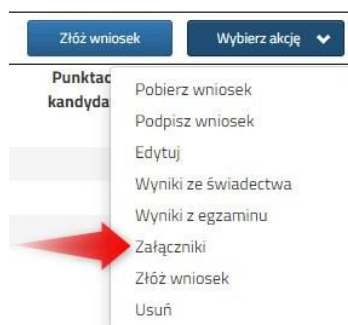 Złóż wniosek Wybierz akcję
Punktac
kandyda
Pobierz wniosek
Podpisz wniosek
Edytuj
Wyniki ze świadectwa
Wyniki z egzaminu
Załączniki
Złóż wniosek
Usuń